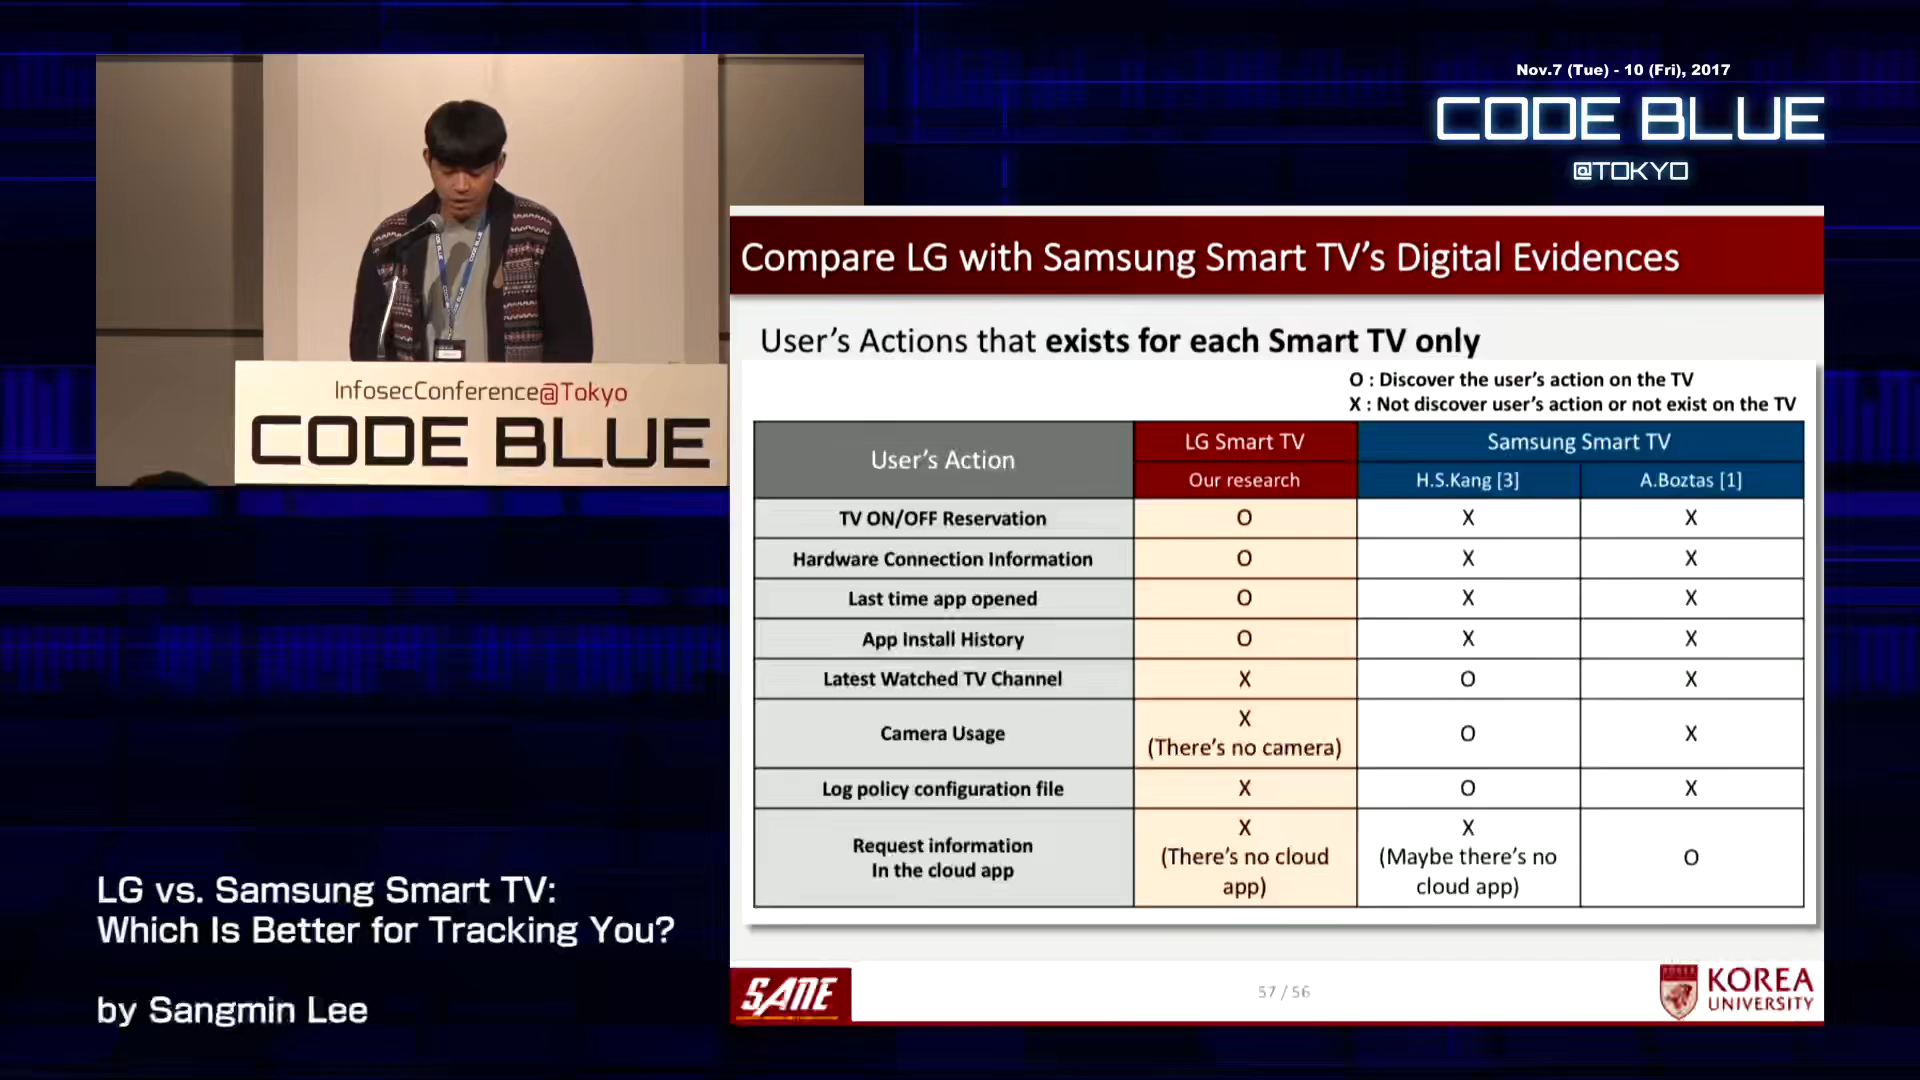 Nov.7 (Tue) - 10 (Fri), 2017
CODE BLUE
@TOKYO
InfosecConference@Tokyo
CODE BLUE
LG vs. Samsung Smart TV:
Which Is Better for Tracking You?
by Sangmin Lee
Compare LG with Samsung Smart TV's Digital Evidences
User's Actions that exists for each Smart TV only
O : Discover the user's action on the TV
X : Not discover user's action or not exist on the TV
User's Action
LG Smart TV
Samsung Smart TV
Our research
H.S.Kang [3]
A.Boztas [1]
TV ON/OFF Reservation
O
X
X
Hardware Connection Information
O
X
X
Last time app opened
O
X
X
App Install History
O
X
X
Latest Watched TV Channel
X
O
X
Camera Usage
X
(There's no camera)
O
X
Log policy configuration file
X
O
X
Request information
In the cloud app
X
(There's no cloud
app)
X
(Maybe there's no
cloud app)
O
SANE
57 / 56
KOREA
UNIVERSITY